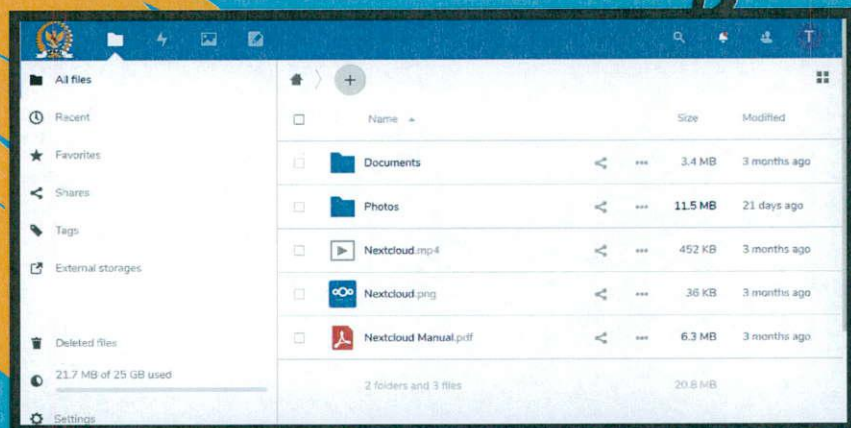 T
All files
Recent
Favorites
Shares
Tags
External storages
Deleted files
21.7 MB of 25 GB used
Settings
Name Size Modified
Documents 3.4 MB 3 months ago
Photos 11.5 MB 21 days ago
Nextcloud.mp4 452 KB 3 months ago
Nextcloud.png 36 KB 3 months ago
Nextcloud Manual.pdf 6.3 MB 3 months ago
2 folders and 3 files 20.8 MB